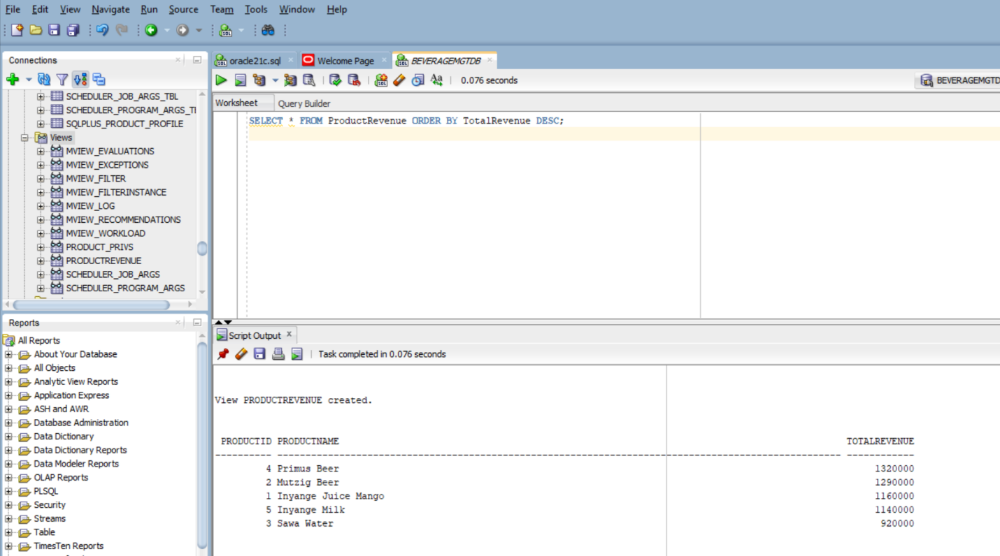 File Edit View Navigate Run Source Team Tools Window Help
Connections
SCHEDULER_JOB_ARGS_TBL
SCHEDULER_PROGRAM_ARGS_TI
SQLPLUS_PRODUCT_PROFILE
Views
MVIEW_EVALUATIONS
MVIEW_EXCEPTIONS
MVIEW_FILTER
MVIEW_FILTERINSTANCE
MVIEW_LOG
MVIEW_RECOMMENDATIONS
MVIEW_WORKLOAD
PRODUCT_PRIVS
PRODUCTREVENUE
SCHEDULER_JOB_ARGS
SCHEDULER_PROGRAM_ARGS
Reports
All Reports
About Your Database
All Objects
Analytic View Reports
Application Express
ASH and AWR
Database Administration
Data Dictionary
Data Dictionary Reports
Data Modeler Reports
OLAP Reports
PLSQL
Security
Streams
Table
TimesTen Reports
oracle21c.sql Welcome Page BEVERAGEMGTDB
0.076 seconds BEVERAGEMGTD
Worksheet Query Builder
SELECT * FROM ProductRevenue ORDER BY TotalRevenue DESC;
Script Output
Task completed in 0.076 seconds
View PRODUCTREVENUE created.
PRODUCTID PRODUCTNAME TOTALREVENUE
4 Primus Beer 1320000
2 Mutzig Beer 1290000
1 Inyange Juice Mango 1160000
5 Inyange Milk 1140000
3 Sawa Water 920000